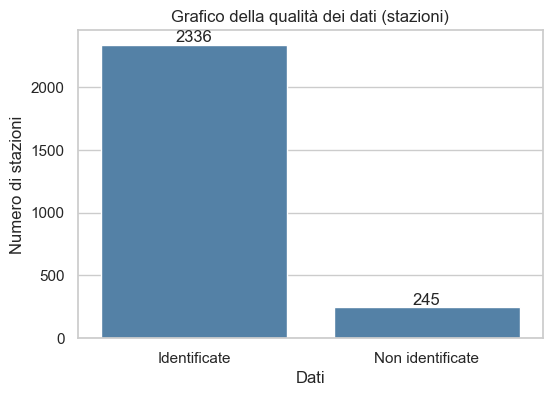 Grafico della qualità dei dati (stazioni)
2336
2000
1500
1000
500
0
Numero di stazioni
245
Identificate
Non identificate
Dati